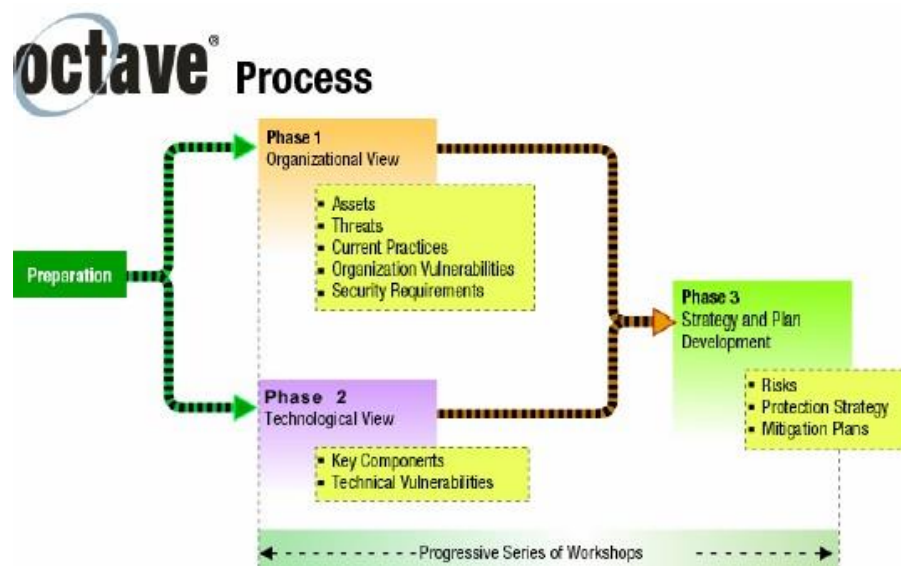 octave® Process
Phase 1
Organizational View
▪ Assets
▪ Threats
▪ Current Practices
▪ Organization Vulnerabilities
▪ Security Requirements
Preparation
Phase 3
Strategy and Plan
Development
▪ Risks
▪ Protection Strategy
▪ Mitigation Plans
Phase 2
Technological View
▪ Key Components
▪ Technical Vulnerabilities
Progressive Series of Workshops